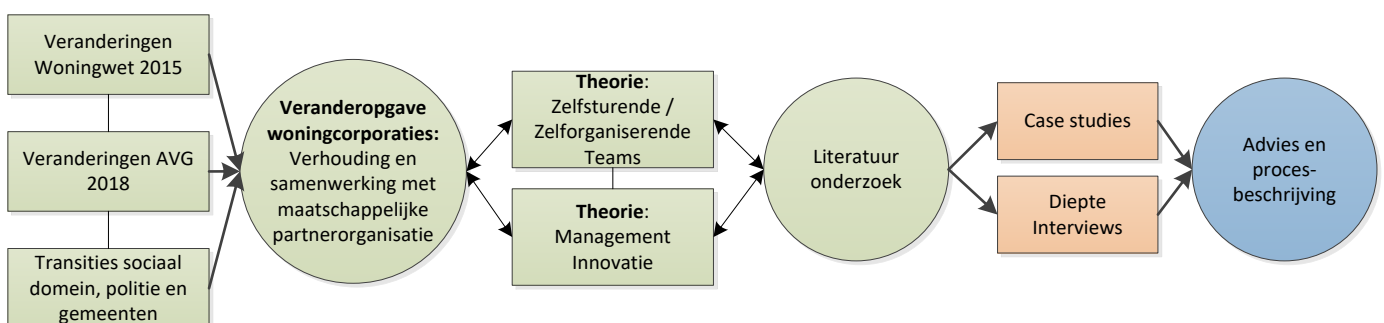 Veranderingen
Woningwet 2015
Veranderingen AVG
2018
Transities sociaal
domein, politie en
gemeenten
Veranderopgave
woningcorporaties:
Verhouding en
samenwerking met
maatschappelijke
partnerorganisatie
Theorie:
Zelfsturende /
Zelforganiserende
Teams
Theorie:
Management
Innovatie
Literatuur
onderzoek
Case studies
Diepte
Interviews
Advies en
proces-
beschrijving